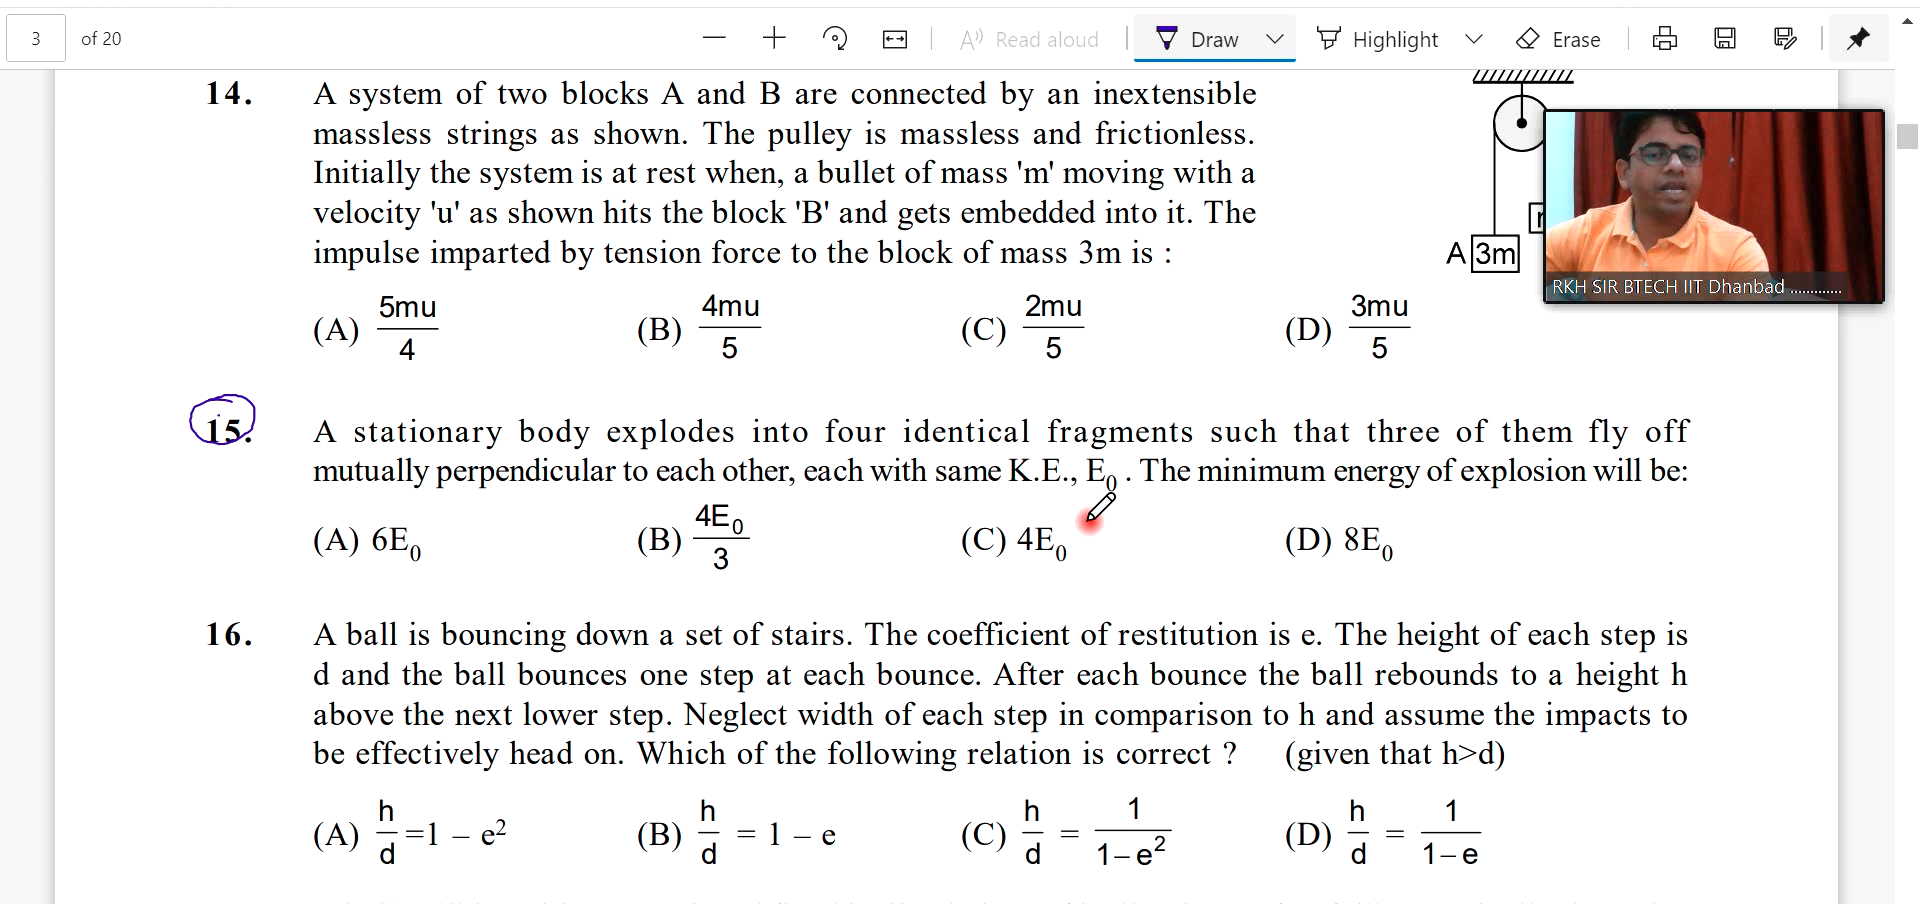 3 of 20 Read aloud Draw Highlight Erase
14. A system of two blocks A and B are connected by an inextensible
massless strings as shown. The pulley is massless and frictionless.
Initially the system is at rest when, a bullet of mass 'm' moving with a
velocity 'u' as shown hits the block 'B' and gets embedded into it. The
impulse imparted by tension force to the block of mass 3m is :
A 3m
RKH SIR BTECH IIT Dhanbad .............
(A) 5mu/4 (B) 4mu/5 (C) 2mu/5 (D) 3mu/5
15. A stationary body explodes into four identical fragments such that three of them fly off
mutually perpendicular to each other, each with same K.E., E₀ . The minimum energy of explosion will be:
(A) 6E₀ (B) 4E₀/3 (C) 4E₀ (D) 8E₀
16. A ball is bouncing down a set of stairs. The coefficient of restitution is e. The height of each step is
d and the ball bounces one step at each bounce. After each bounce the ball rebounds to a height h
above the next lower step. Neglect width of each step in comparison to h and assume the impacts to
be effectively head on. Which of the following relation is correct ? (given that h>d)
(A) h/d =1 – e² (B) h/d = 1 – e (C) h/d = 1/(1–e²) (D) h/d = 1/(1–e)